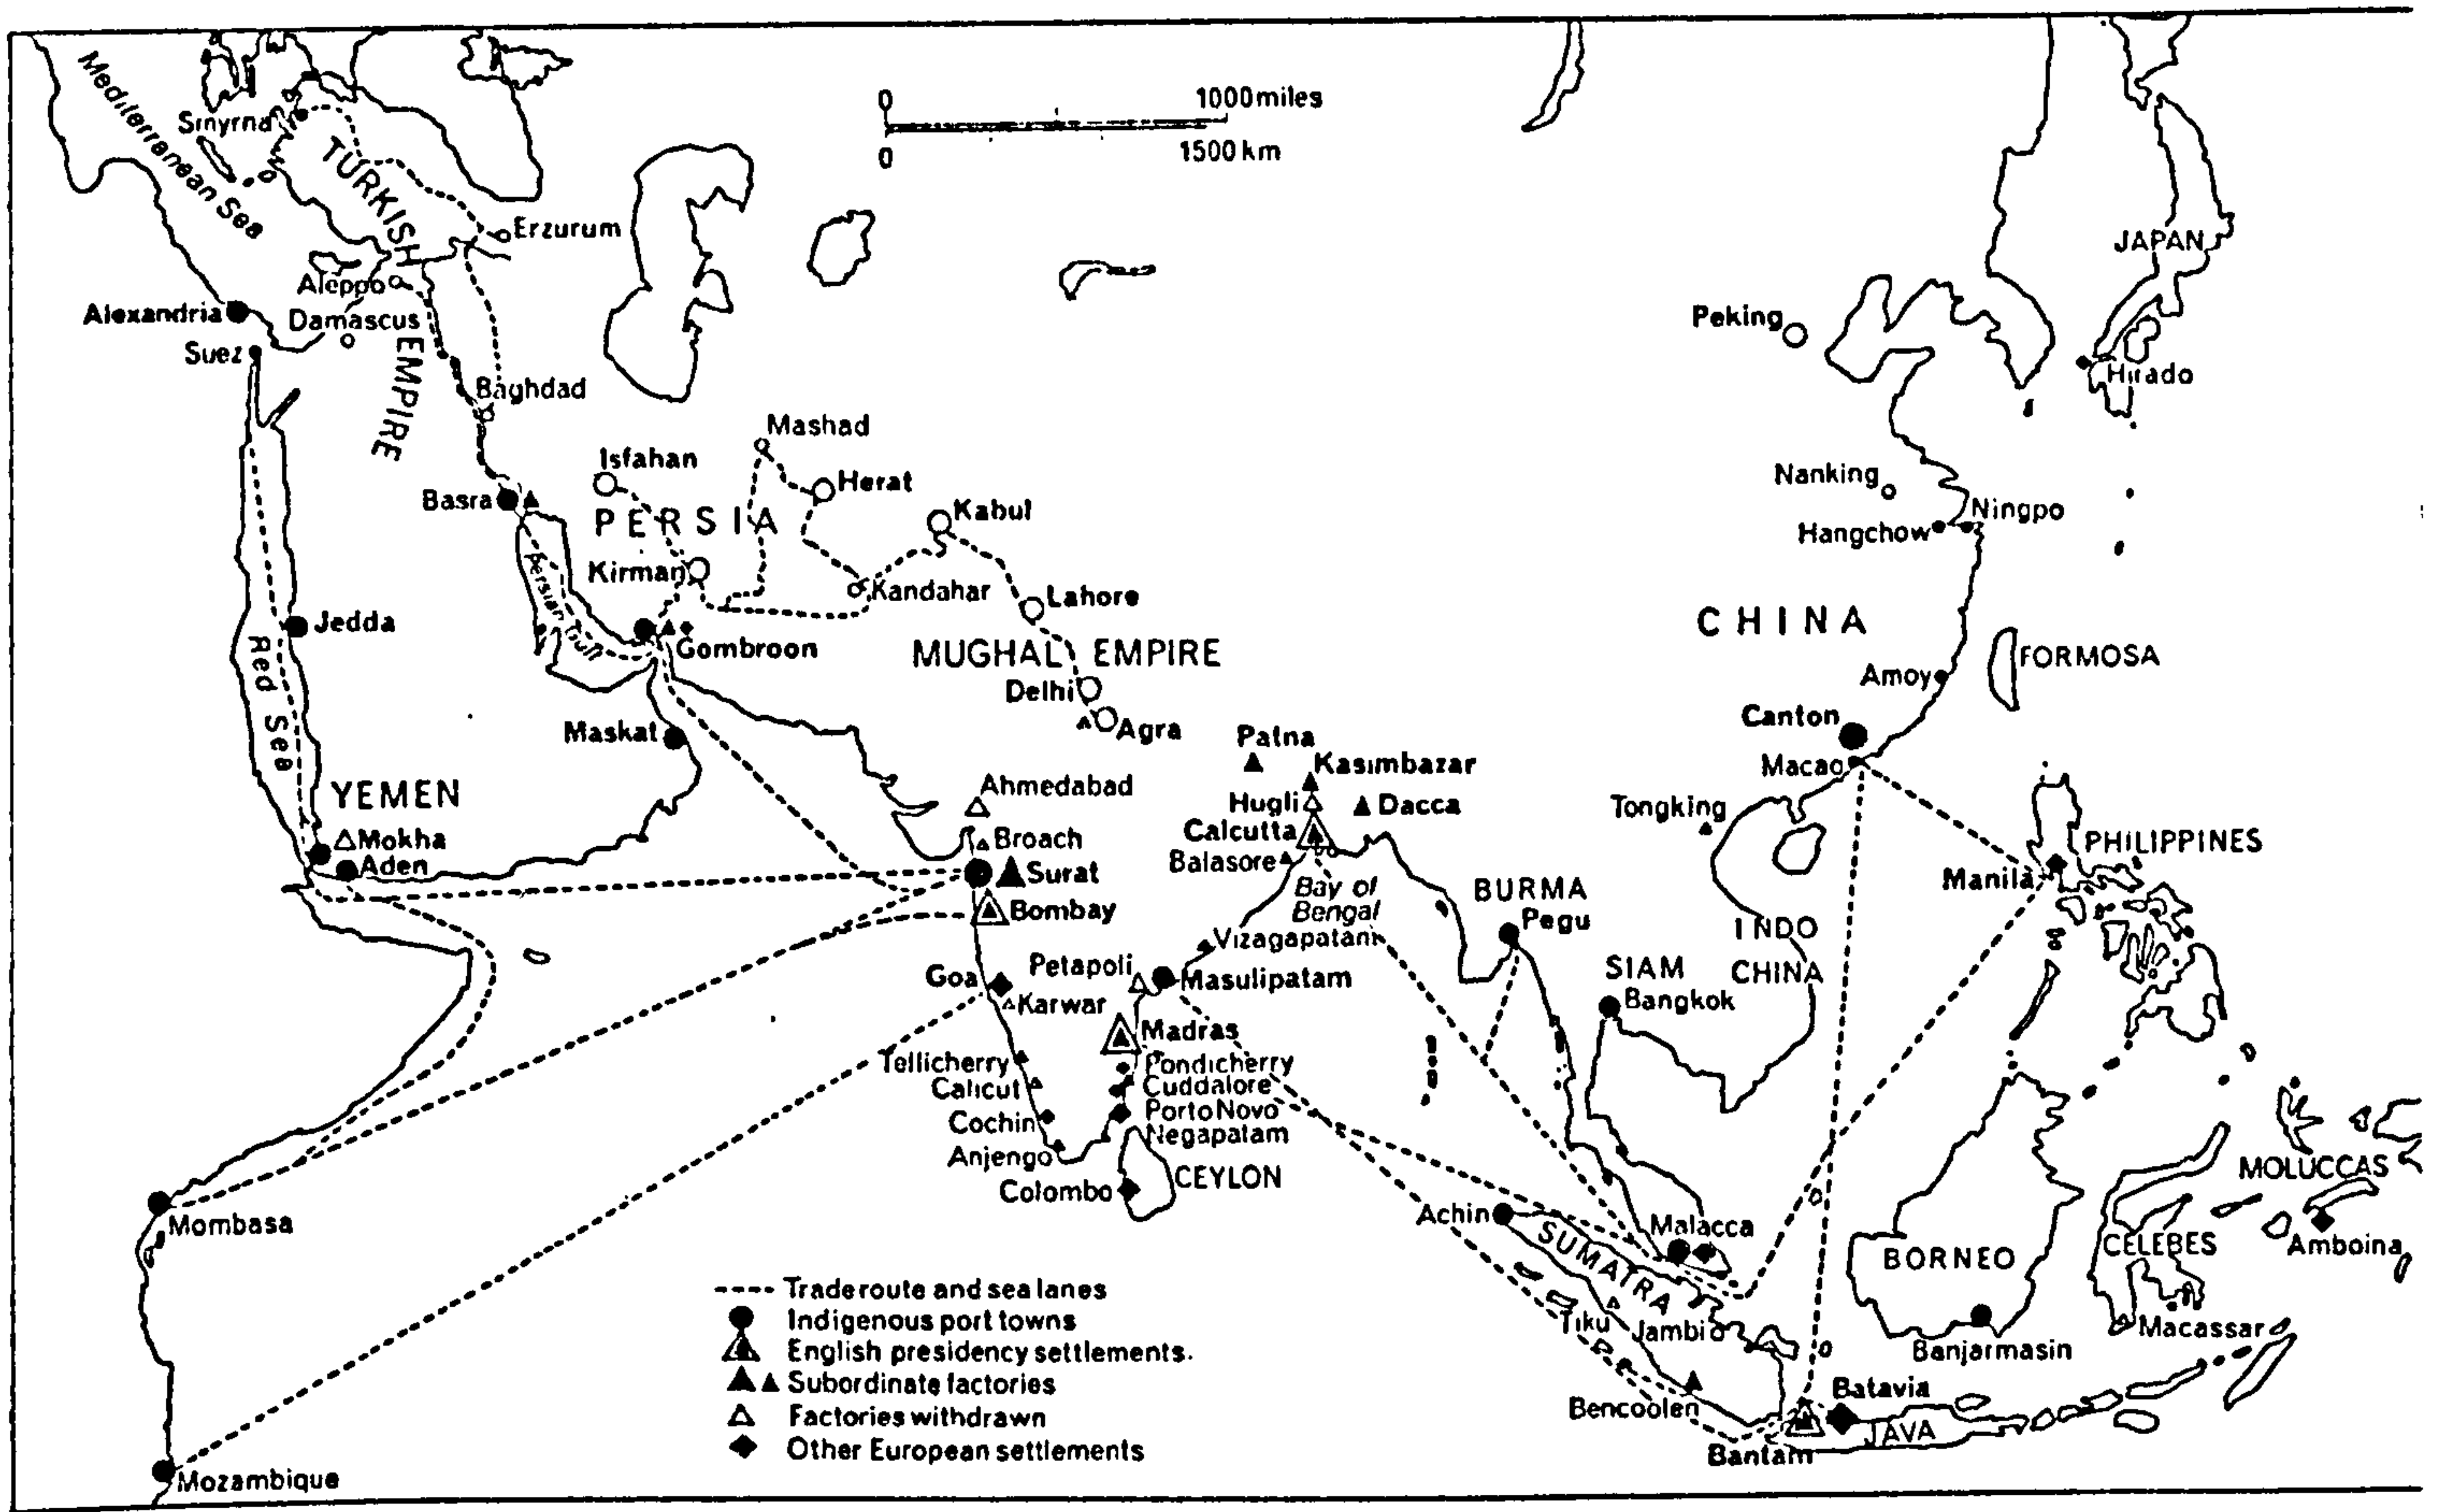 0 1000 miles
0 1500 km
Mediterranean Sea
Smyrna
TURKISH
EMPIRE
Erzurum
Aleppo
Alexandria
Damascus
Suez
Baghdad
Basra
Isfahan
Mashad
Herat
PERSIA
Kabul
Kirman
Kandahar
Lahore
Persian Gulf
Gombroon
MUGHAL EMPIRE
Delhi
Agra
Jedda
Red Sea
Maskat
YEMEN
Mokha
Aden
Ahmedabad
Broach
Surat
Bombay
Patna
Kasimbazar
Hugli
Dacca
Calcutta
Balasore
Bay of
Bengal
Vizagapatam
Goa
Karwar
Petapoli
Masulipatam
Madras
Tellicherry
Pondicherry
Calicut
Cuddalore
Cochin
Porto Novo
Anjengo
Negapatam
Colombo
CEYLON
Mombasa
Mozambique
Peking
JAPAN
Hirado
Nanking
Ningpo
Hangchow
CHINA
FORMOSA
Amoy
Canton
Macao
Tongking
PHILIPPINES
Manila
BURMA
Pegu
INDO
CHINA
SIAM
Bangkok
Achin
SUMATRA
Malacca
Tiku
Jambi
Bencoolen
Bantam
Batavia
JAVA
BORNEO
Banjarmasin
CELEBES
Macassar
MOLUCCAS
Amboina
Trade route and sea lanes
Indigenous port towns
English presidency settlements.
Subordinate factories
Factories withdrawn
Other European settlements